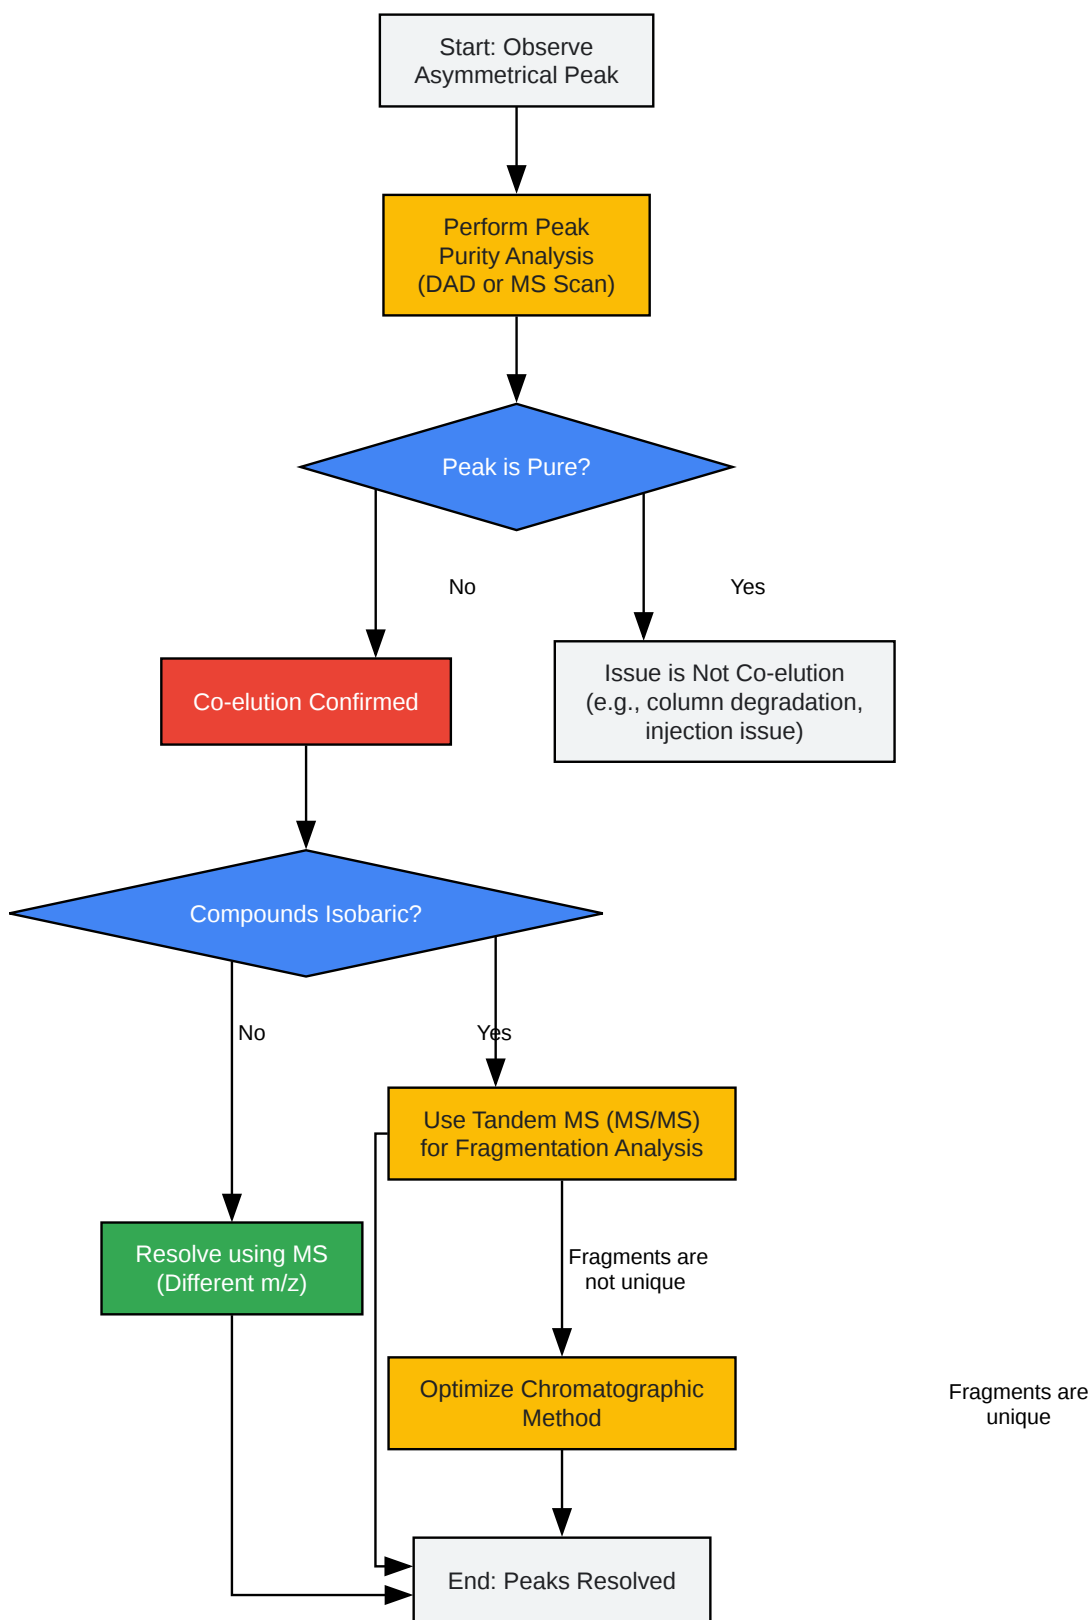 Start: Observe
Asymmetrical Peak
Perform Peak
Purity Analysis
(DAD or MS Scan)
Peak is Pure?
No
Yes
Issue is Not Co-elution
(e.g., column degradation,
injection issue)
Co-elution Confirmed
Compounds Isobaric?
No
Yes
Use Tandem MS (MS/MS)
for Fragmentation Analysis
Resolve using MS
(Different m/z)
Fragments are
not unique
Optimize Chromatographic
Method
Fragments are
unique
End: Peaks Resolved